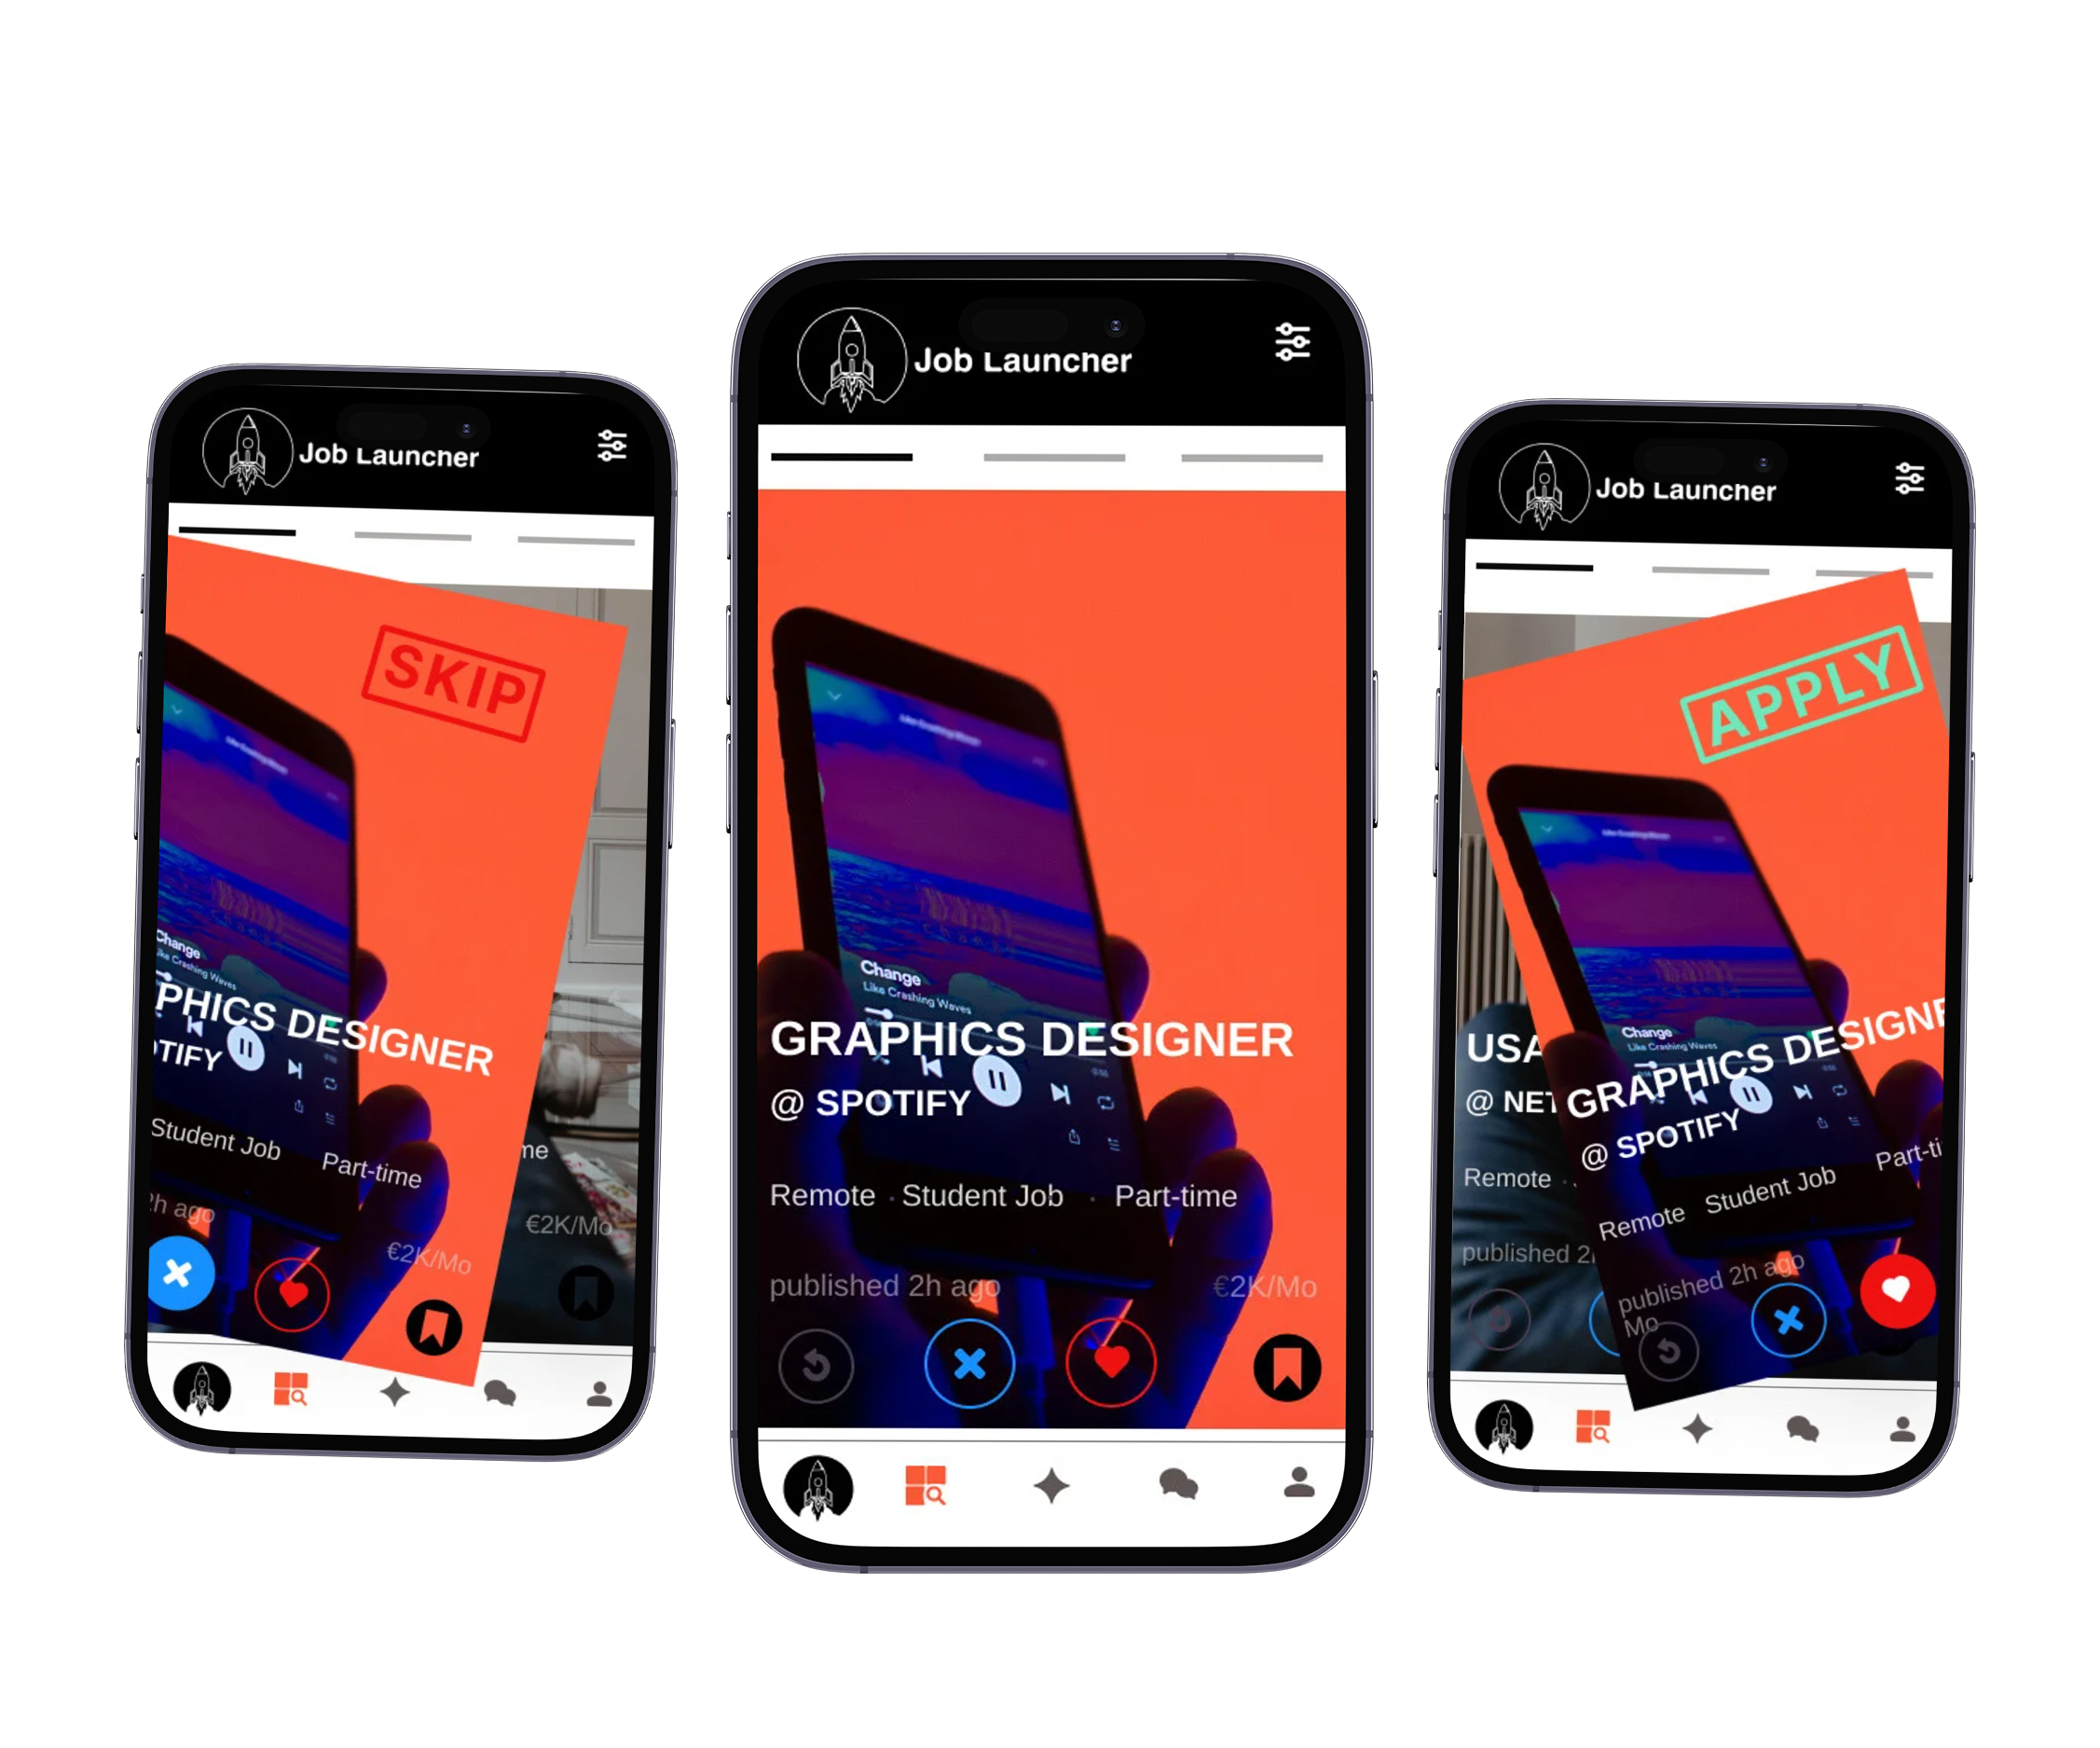 Job Launcher
SKIP
Change
Like Crashing Waves
PHICS DESIGNER
OTIFY
Student Job Part-time
2h ago
€2K/Mo
me
€2K/Mo
Job Launcher
Change
Like Crashing Waves
GRAPHICS DESIGNER
@ SPOTIFY
Remote · Student Job · Part-time
published 2h ago €2K/Mo
Job Launcher
APPLY
Change
Like Crashing Waves
USA
@ NET
Remote ·
published 2
GRAPHICS DESIGNE
@ SPOTIFY
Remote Student Job Part-ti
published 2h ago
Mo